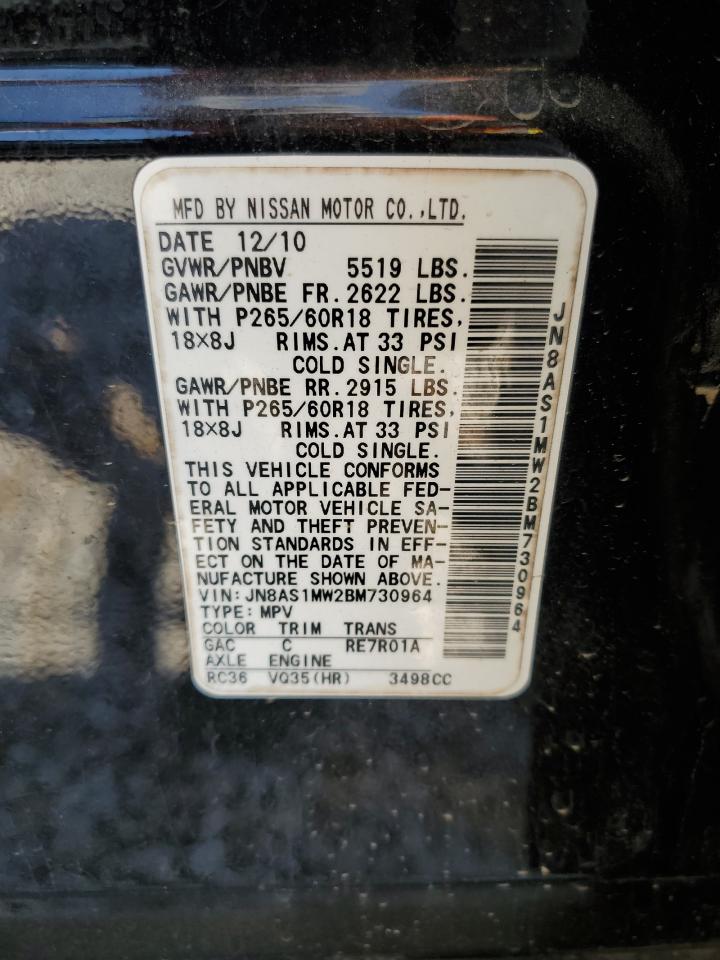 MFD BY NISSAN MOTOR CO.,LTD.
DATE 12/10
GVWR/PNBV 5519 LBS.
GAWR/PNBE FR. 2622 LBS.
WITH P265/60R18 TIRES,
18×8J RIMS. AT 33 PSI
COLD SINGLE.
GAWR/PNBE RR. 2915 LBS.
WITH P265/60R18 TIRES,
18×8J RIMS. AT 33 PSI
COLD SINGLE.
THIS VEHICLE CONFORMS
TO ALL APPLICABLE FED-
ERAL MOTOR VEHICLE SA-
FETY AND THEFT PREVEN-
TION STANDARDS IN EFF-
ECT ON THE DATE OF MA-
NUFACTURE SHOWN ABOVE.
VIN: JN8AS1MW2BM730964
TYPE: MPV
COLOR TRIM TRANS
GAC C RE7R01A
AXLE ENGINE
RC36 VQ35(HR) 3498CC
JN8AS1MW2BM730964